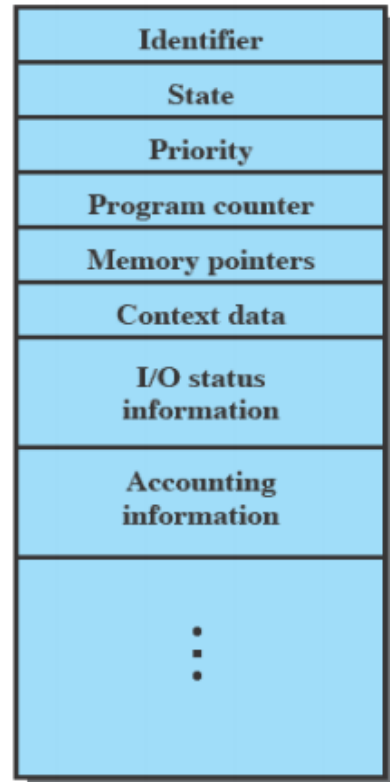 Identifier
State
Priority
Program counter
Memory pointers
Context data
I/O status
information
Accounting
information